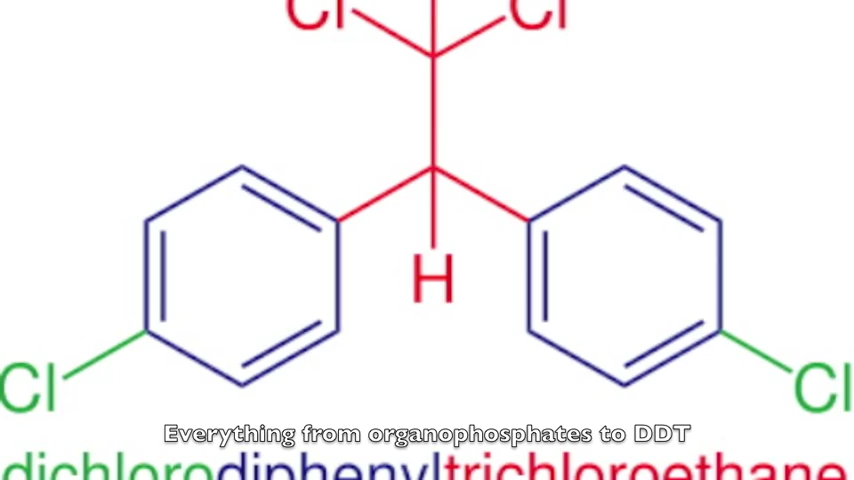 Cl Cl
H
Cl Cl
Everything from organophosphates to DDT
dichlorodiphenyltrichloroethane